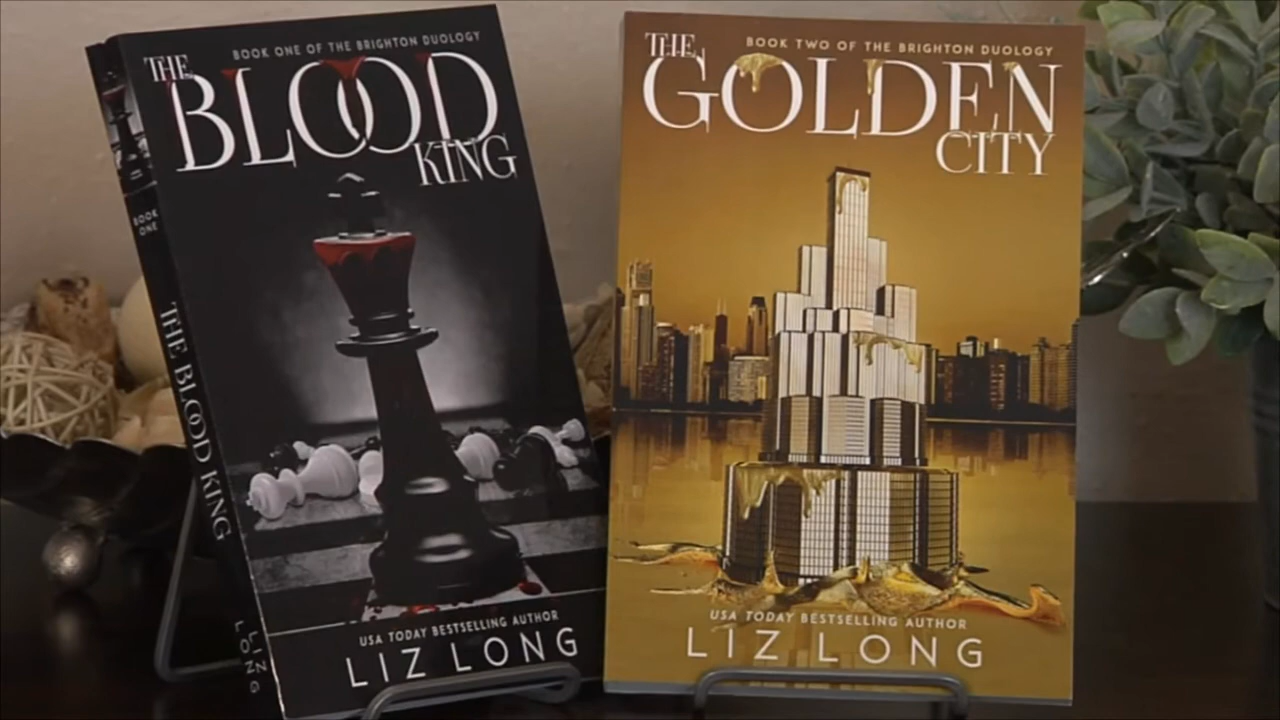 BOOK ONE OF THE BRIGHTON DUOLOGY
THE
BLOOD
KING
USA TODAY BESTSELLING AUTHOR
LIZ LONG
BOOK
ONE
THE BLOOD KING
LIZ
LONG
BOOK TWO OF THE BRIGHTON DUOLOGY
THE
GOLDEN
CITY
USA TODAY BESTSELLING AUTHOR
LIZ LONG